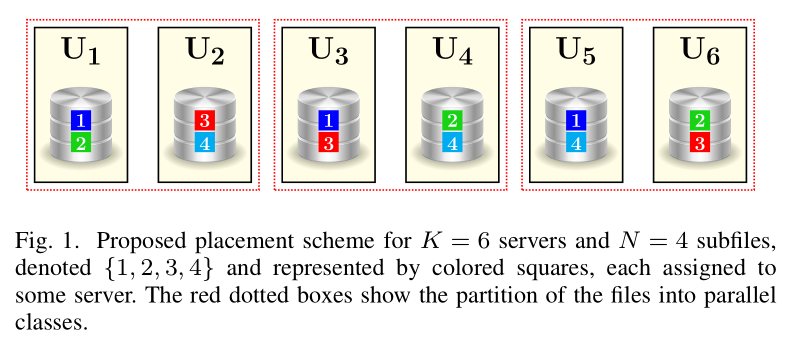 U1 U2 U3 U4 U5 U6
1 3 1 2 1 2
2 4 3 4 4 3
Fig. 1. Proposed placement scheme for K = 6 servers and N = 4 subfiles,
denoted {1, 2, 3, 4} and represented by colored squares, each assigned to
some server. The red dotted boxes show the partition of the files into parallel
classes.